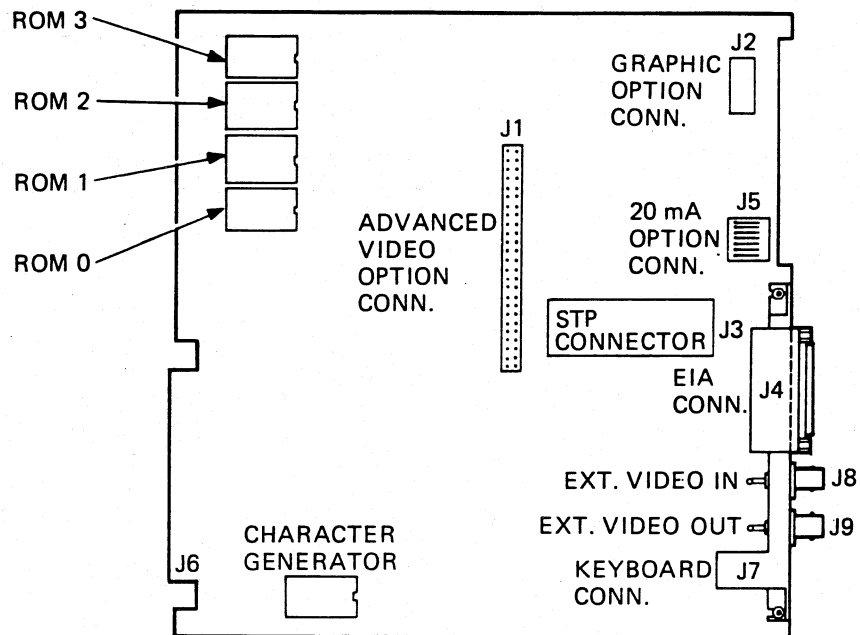 ROM 3
ROM 2
ROM 1
ROM 0
J2
GRAPHIC
OPTION
CONN.
J1
ADVANCED
VIDEO
OPTION
CONN.
J5
20 mA
OPTION
CONN.
STP
CONNECTOR
J3
EIA
CONN.
J4
EXT. VIDEO IN
J8
EXT. VIDEO OUT
J9
KEYBOARD
CONN.
J7
J6
CHARACTER
GENERATOR